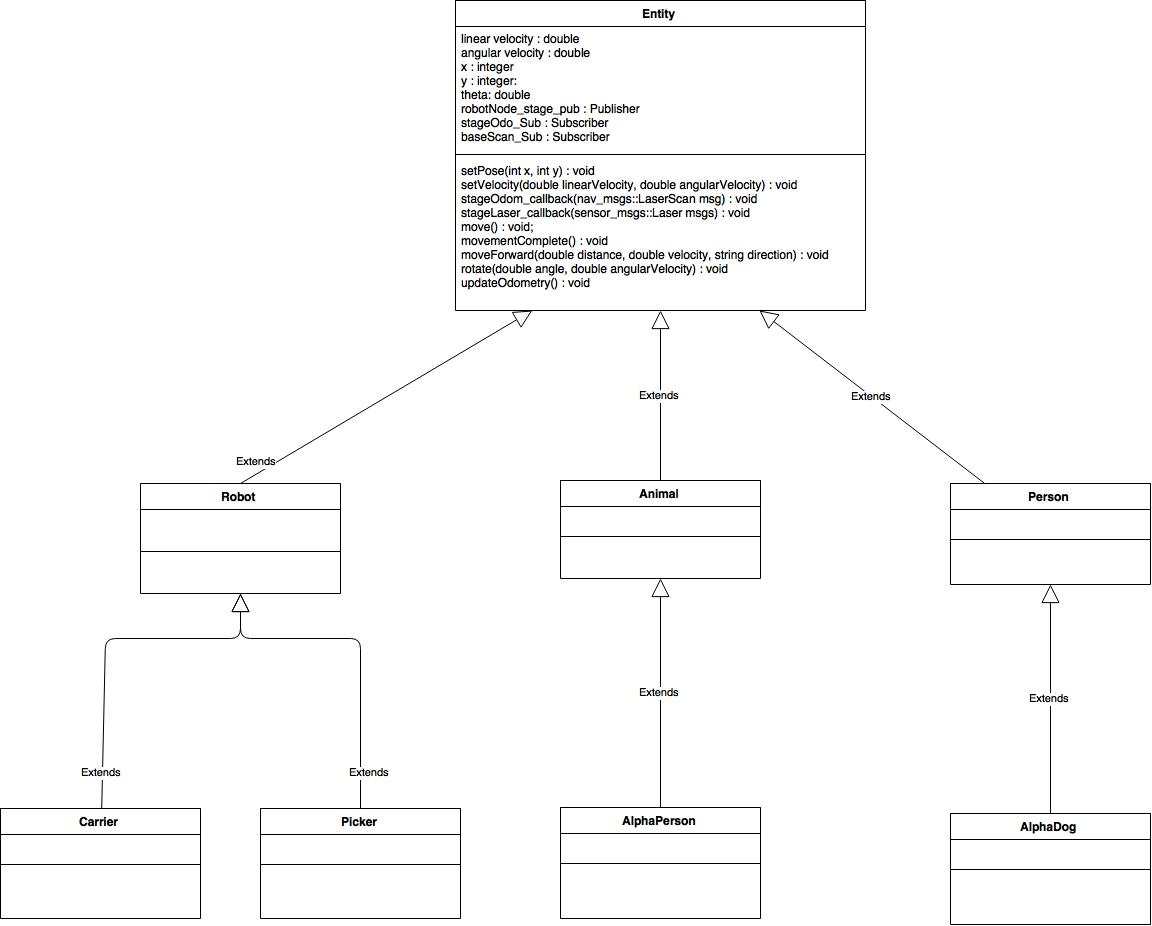 Entity
linear velocity : double
angular velocity : double
x : integer
y : integer:
theta: double
robotNode_stage_pub : Publisher
stageOdo_Sub : Subscriber
baseScan_Sub : Subscriber
setPose(int x, int y) : void
setVelocity(double linearVelocity, double angularVelocity) : void
stageOdom_callback(nav_msgs::LaserScan msg) : void
stageLaser_callback(sensor_msgs::Laser msgs) : void
move() : void;
movementComplete() : void
moveForward(double distance, double velocity, string direction) : void
rotate(double angle, double angularVelocity) : void
updateOdometry() : void
Extends
Extends
Extends
Robot
Animal
Person
Extends
Extends
Extends
Extends
Carrier
Picker
AlphaPerson
AlphaDog